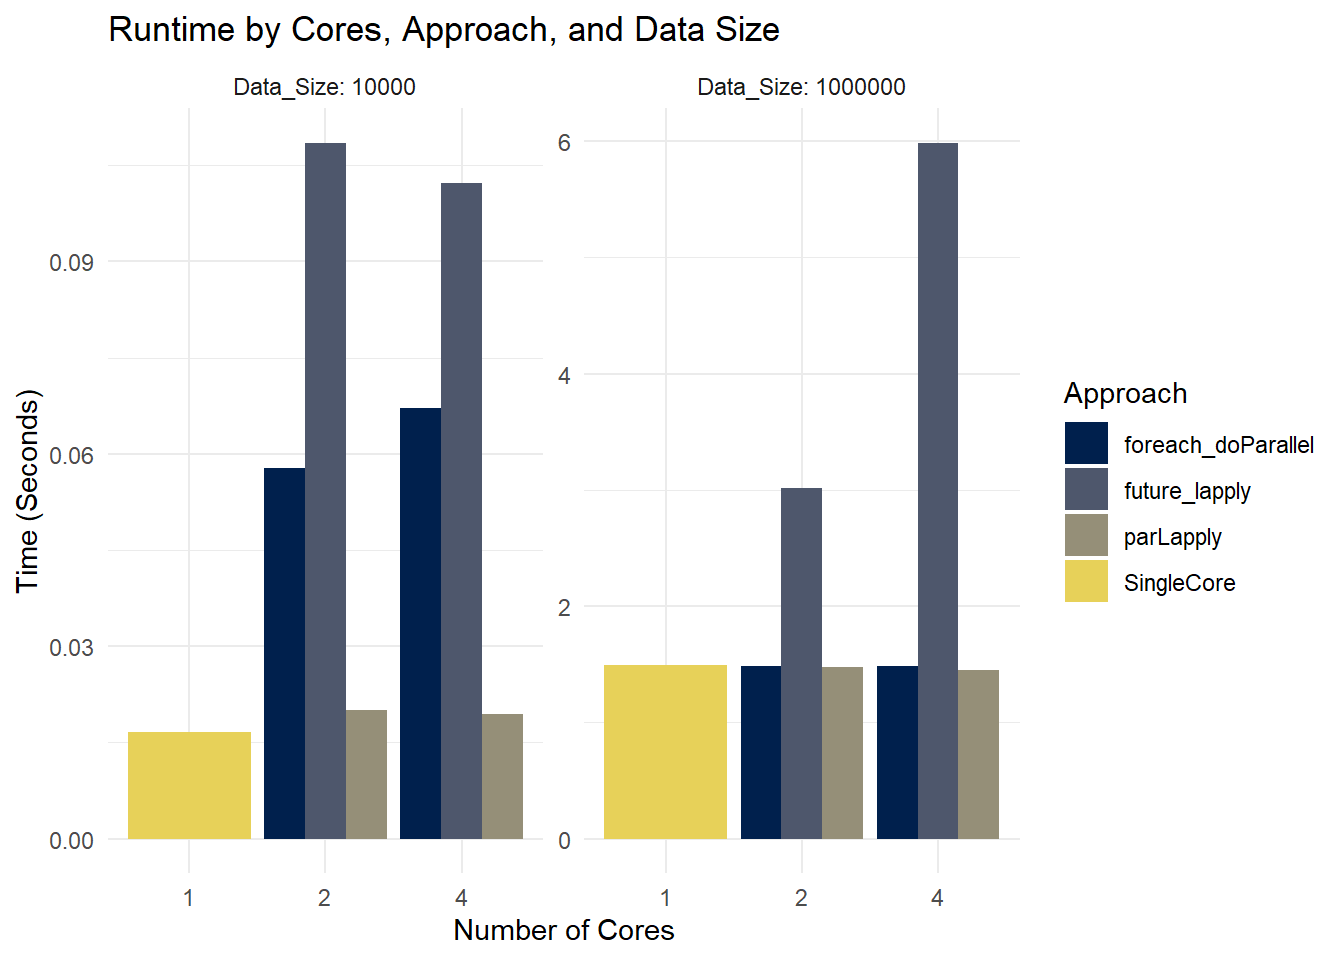 Runtime by Cores, Approach, and Data Size
Data_Size: 10000
Data_Size: 1000000
Time (Seconds)
0.09
0.06
0.03
0.00
1
2
4
6
4
2
0
1
2
4
Number of Cores
Approach
foreach_doParallel
future_lapply
parLapply
SingleCore